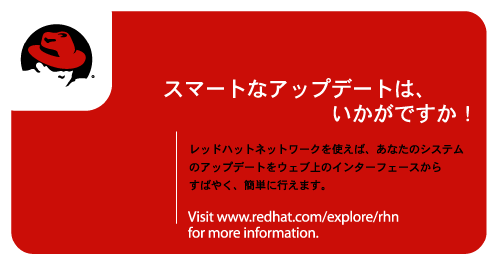 スマートなアップデートは、
いかがですか！
レッドハットネットワークを使えば、あなたのシステム
のアップデートをウェブ上のインターフェースから
すばやく、簡単に行えます。
Visit www.redhat.com/explore/rhn
for more information.